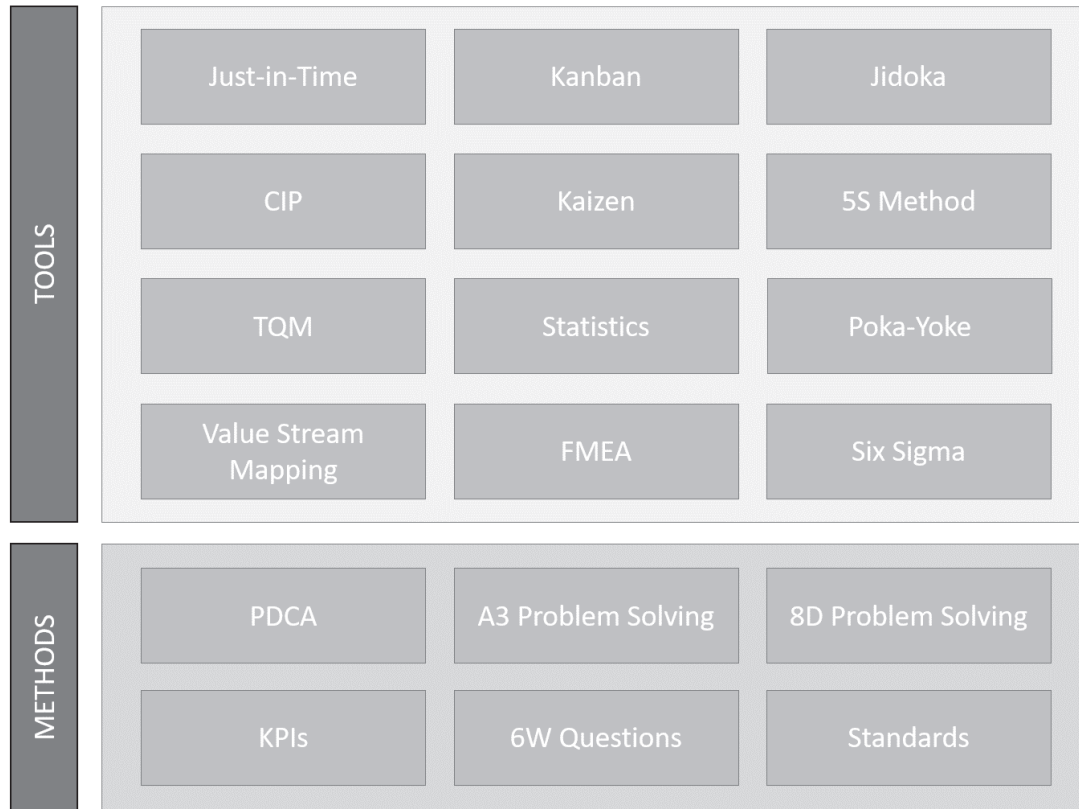 TOOLS
Just-in-Time
Kanban
Jidoka
CIP
Kaizen
5S Method
TQM
Statistics
Poka-Yoke
Value Stream
Mapping
FMEA
Six Sigma
METHODS
PDCA
A3 Problem Solving
8D Problem Solving
KPIs
6W Questions
Standards